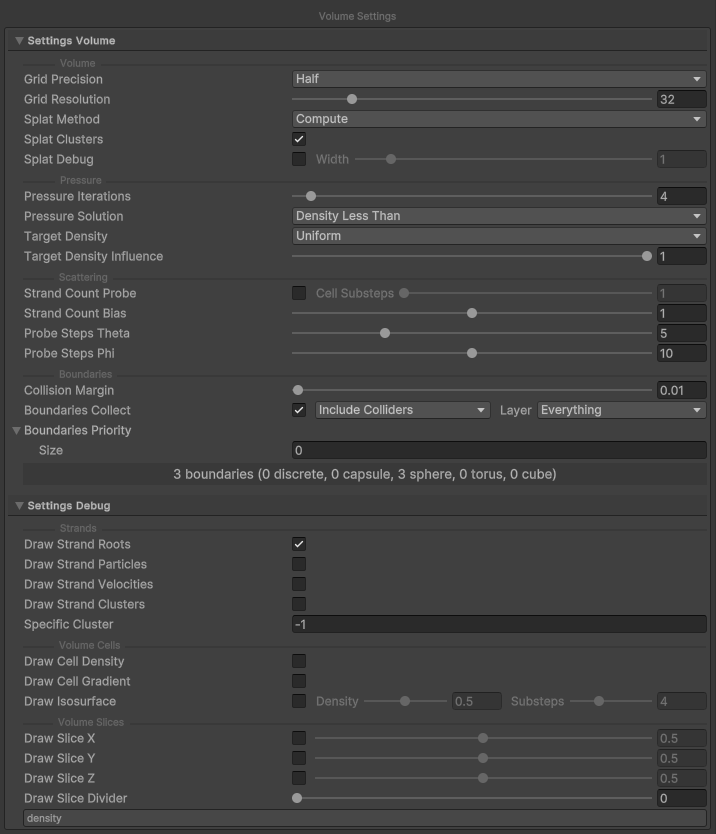 Volume Settings
Settings Volume
Volume
Grid Precision Half
Grid Resolution 32
Splat Method Compute
Splat Clusters
Splat Debug Width 1
Pressure
Pressure Iterations 4
Pressure Solution Density Less Than
Target Density Uniform
Target Density Influence 1
Scattering
Strand Count Probe Cell Substeps 1
Strand Count Bias 1
Probe Steps Theta 5
Probe Steps Phi 10
Boundaries
Collision Margin 0.01
Boundaries Collect Include Colliders Layer Everything
Boundaries Priority
Size 0
3 boundaries (0 discrete, 0 capsule, 3 sphere, 0 torus, 0 cube)
Settings Debug
Strands
Draw Strand Roots
Draw Strand Particles
Draw Strand Velocities
Draw Strand Clusters
Specific Cluster -1
Volume Cells
Draw Cell Density
Draw Cell Gradient
Draw Isosurface Density 0.5 Substeps 4
Volume Slices
Draw Slice X 0.5
Draw Slice Y 0.5
Draw Slice Z 0.5
Draw Slice Divider 0
density